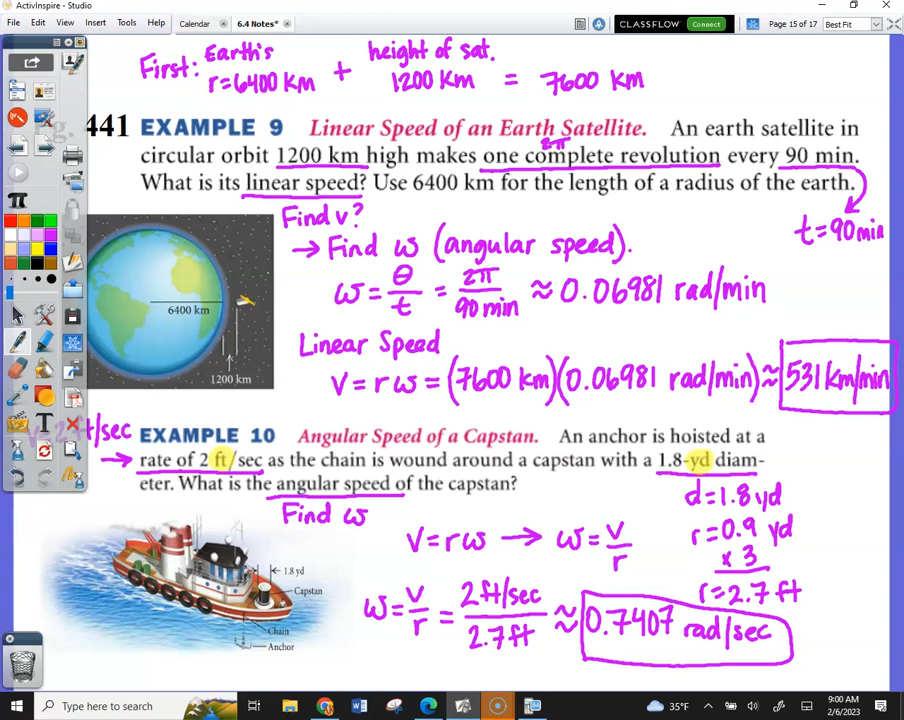 ActivInspire - Studio
File Edit View Insert Tools Help
Calendar 6.4 Notes* CLASSFLOW Connect Page 15 of 17 Best Fit
First: Earth's height of sat.
r=6400 Km + 1200 Km = 7600 KM
441 EXAMPLE 9 Linear Speed of an Earth Satellite. An earth satellite in
2π
circular orbit 1200 km high makes one complete revolution every 90 min.
What is its linear speed? Use 6400 km for the length of a radius of the earth.
Find v?
t=90min
→ Find ω (angular speed).
ω = θ/t = 2π/90 min ≈ 0.06981 rad/min
6400 km
1200 km
Linear Speed
V = rω = (7600 km)(0.06981 rad/min) ≈ 531 km/min
ft/sec
EXAMPLE 10 Angular Speed of a Capstan. An anchor is hoisted at a
→ rate of 2 ft/sec as the chain is wound around a capstan with a 1.8-yd diam-
eter. What is the angular speed of the capstan?
Find ω
d=1.8 yd
r=0.9 yd
x 3
r=2.7 ft
V=rω → ω = v/r
ω = v/r = 2 ft/sec / 2.7 ft ≈ 0.7407 rad/sec
1.8 yd
Capstan
Chain
Anchor
Type here to search
35°F
9:00 AM
2/6/2023